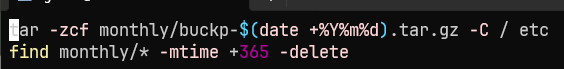 tar -zcf monthly/buckp-$(date +%Y%m%d).tar.gz -C / etc
find monthly/* -mtime +365 -delete